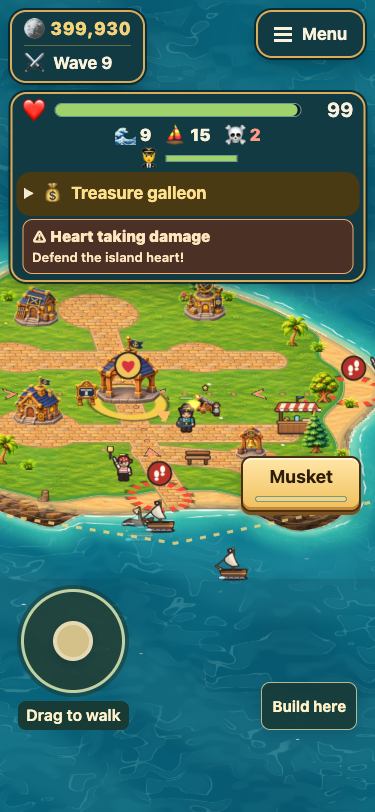 399,930
Menu
Wave 9
99
9 15 2
Treasure galleon
Heart taking damage
Defend the island heart!
Musket
Drag to walk
Build here